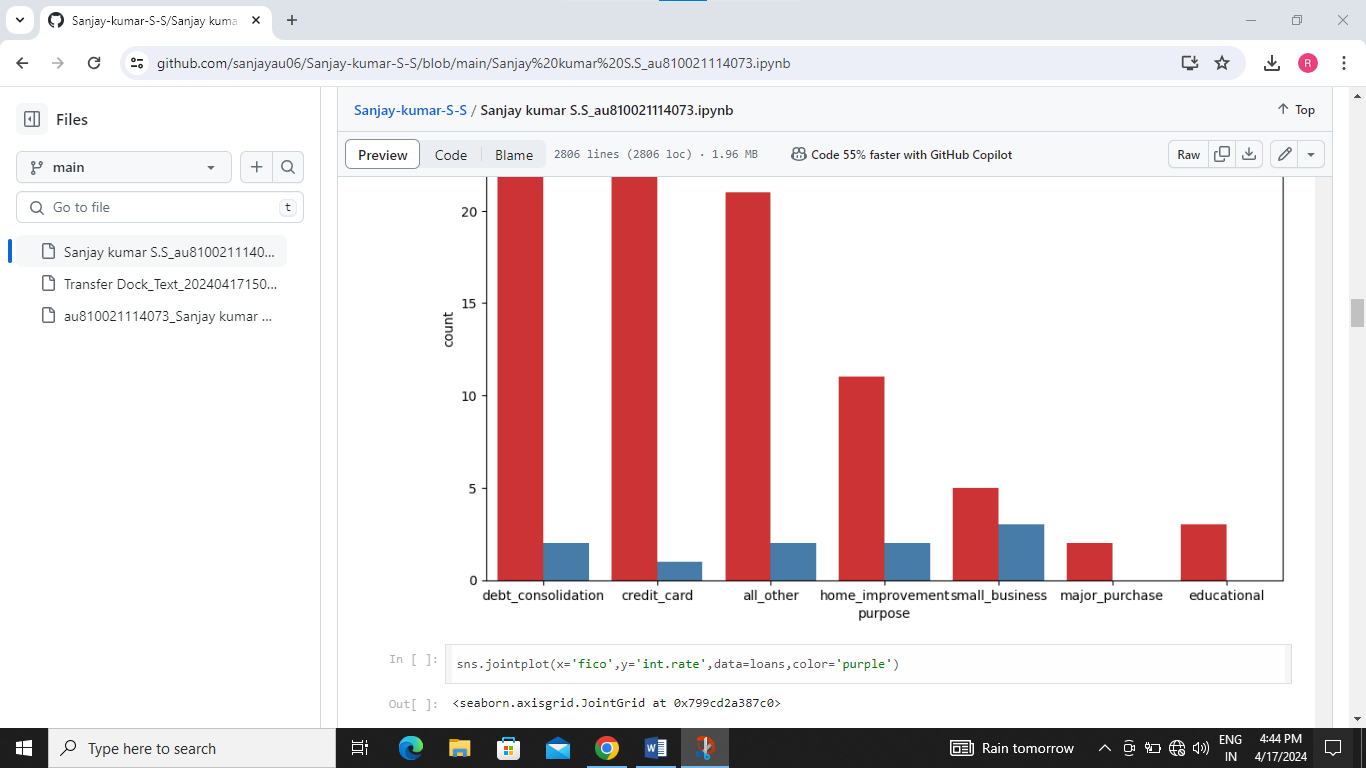 Sanjay-kumar-S-S/Sanjay kuma
github.com/sanjayau06/Sanjay-kumar-S-S/blob/main/Sanjay%20kumar%20S.S_au810021114073.ipynb
R
Files
main
Go to file
t
Sanjay kumar S.S_au8100211140...
Transfer Dock_Text_20240417150...
au810021114073_Sanjay kumar ...
Sanjay-kumar-S-S / Sanjay kumar S.S_au810021114073.ipynb
Top
Preview Code Blame 2806 lines (2806 loc) · 1.96 MB Code 55% faster with GitHub Copilot Raw
20
15
10
5
0
count
debt_consolidation credit_card all_other home_improvement small_business major_purchase educational
purpose
In [ ]: sns.jointplot(x='fico',y='int.rate',data=loans,color='purple')
Out[ ]: <seaborn.axisgrid.JointGrid at 0x799cd2a387c0>
Type here to search
Rain tomorrow
ENG
IN
4:44 PM
4/17/2024